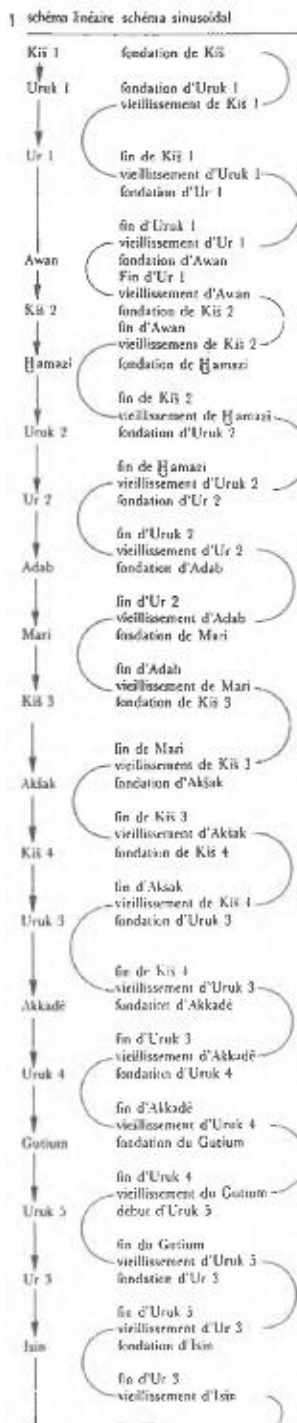 1 schéma linéaire schéma sinusoïdal
Kiš 1 fondation de Kiš
Uruk 1 fondation d'Uruk 1
vieillissement de Kiš 1
Ur 1 fin de Kiš 1
vieillissement d'Uruk 1
fondation d'Ur 1
fin d'Uruk 1
vieillissement d'Ur 1
Awan fondation d'Awan
Fin d'Ur 1
vieillissement d'Awan
Kiš 2 fondation de Kiš 2
fin d'Awan
vieillissens de Kiš 2
Ḫamazi fondation de Ḫamazi
fin de Kiš 2
vieillissement de Ḫamazi
Uruk 2 fondation d'Uruk 2
fin de Ḫamazi
vieillissement d'Uruk 2
Ur 2 fondation d'Ur 2
fin d'Uruk 2
vieillissement d'Ur 2
Adab fondation d'Adab
fin d'Ur 2
vieillissement d'Adab
Mari fondation de Mari
fin d'Adab
vieillissement de Mari
Kiš 3 fondation de Kiš 3
fin de Mari
vieillissement de Kiš 3
Akšak fondation d'Akšak
fin de Kiš 3
vieillissement d'Akšak
Kiš 4 fondation de Kiš 4
fin d'Aksak
vieillissement de Kiš 4
Uruk 3 fondation d'Uruk 3
fin de Kiš 4
vieillissement d'Uruk 3
Akkadē fondation d'Akkadē
fin d'Uruk 3
vieillissement d'Akkadē
Uruk 4 fondation d'Uruk 4
fin d'Akkadē
vieillissement d'Uruk 4
Gutium fondation du Gutium
fin d'Uruk 4
vieillissement du Gutium
Uruk 5 début d'Uruk 5
fin du Gutium
vieillissement d'Uruk 5
Ur 3 fondation d'Ur 3
fin d'Uruk 5
vieillissement d'Ur 3
Isin fondation d'Isin
fin d'Ur 3
vieillissement d'Isin